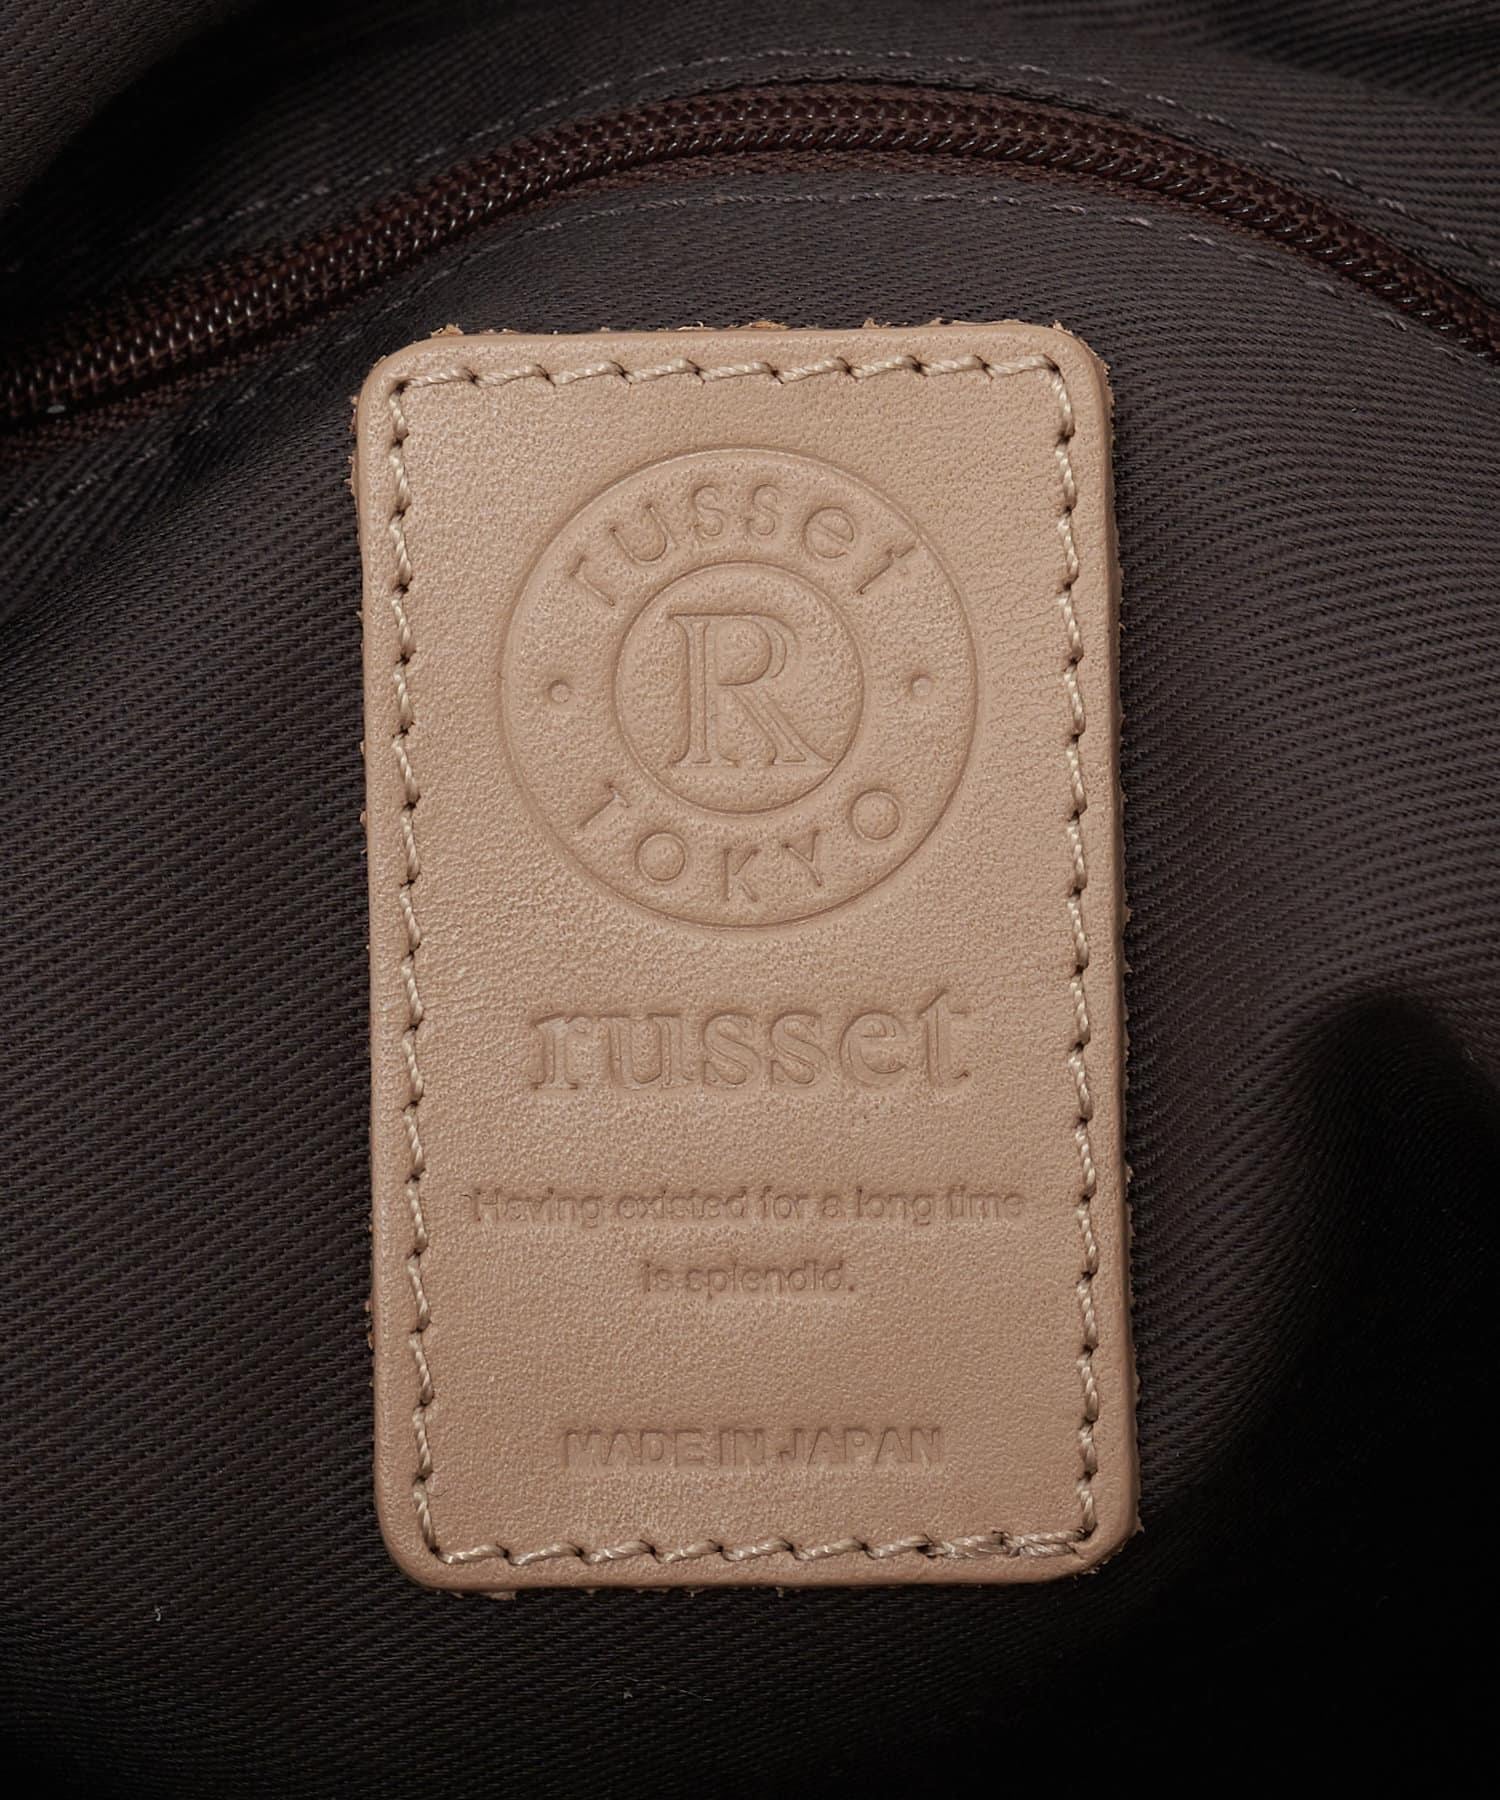 russet
R
TOKYO
russet
Having existed for a long time
is splendid.
MADE IN JAPAN